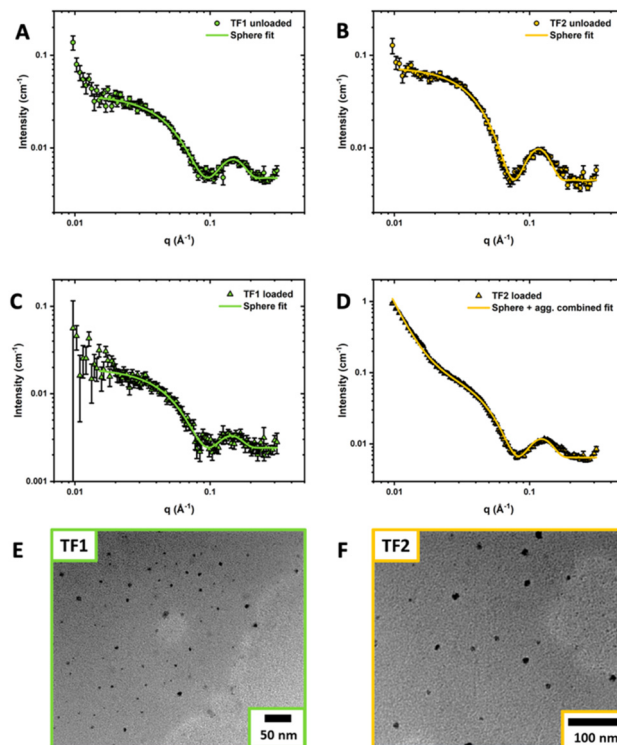 A
TF1 unloaded
Sphere fit
0.1
0.01
Intensity (cm⁻¹)
0.01
0.1
q (Å⁻¹)
B
TF2 unloaded
Sphere fit
0.1
0.01
Intensity (cm⁻¹)
0.01
0.1
q (Å⁻¹)
C
TF1 loaded
Sphere fit
0.1
0.01
0.001
Intensity (cm⁻¹)
0.01
0.1
q (Å⁻¹)
D
TF2 loaded
Sphere + agg. combined fit
1
0.1
0.01
Intensity (cm⁻¹)
0.01
0.1
q (Å⁻¹)
E
TF1
50 nm
F
TF2
100 nm